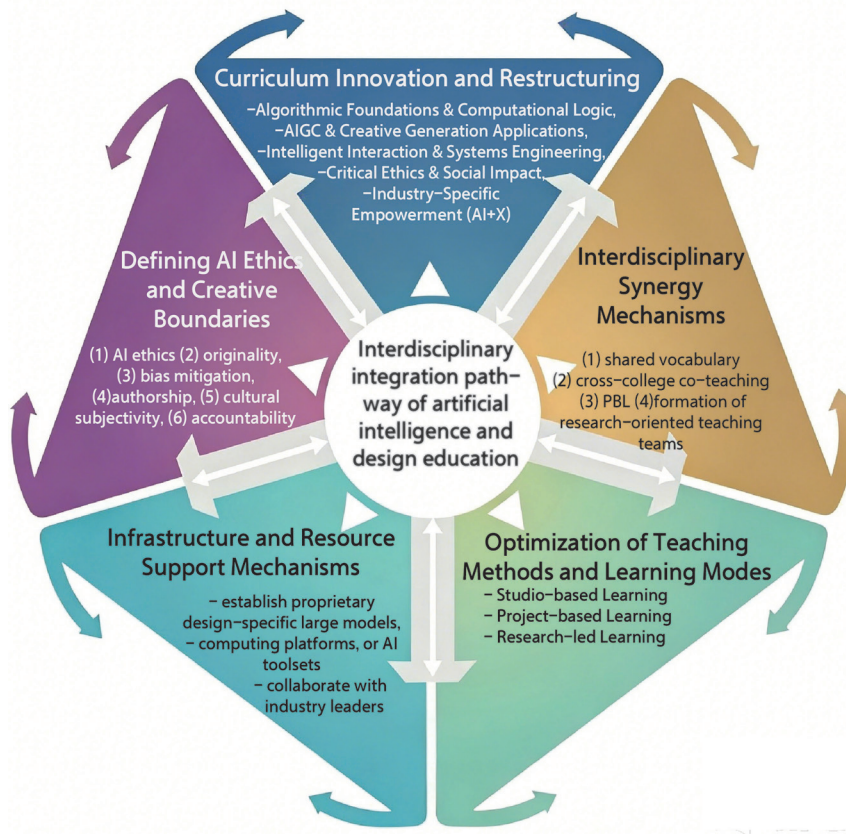 Curriculum Innovation and Restructuring
-Algorithmic Foundations & Computational Logic,
-AIGC & Creative Generation Applications,
-Intelligent Interaction & Systems Engineering,
-Critical Ethics & Social Impact,
-Industry-Specific
Empowerment (AI+X)
Defining AI Ethics
and Creative
Boundaries
(1) AI ethics (2) originality,
(3) bias mitigation,
(4)authorship, (5) cultural
subjectivity, (6) accountability
Interdisciplinary
integration path-
way of artificial
intelligence and
design education
Interdisciplinary
Synergy
Mechanisms
(1) shared vocabulary
(2) cross-college co-teaching
(3) PBL (4)formation of
research-oriented teaching
teams
Infrastructure and Resource
Support Mechanisms
- establish proprietary
design-specific large models,
- computing platforms, or AI
toolsets
- collaborate with
industry leaders
Optimization of Teaching
Methods and Learning Modes
- Studio-based Learning
- Project-based Learning
- Research-led Learning